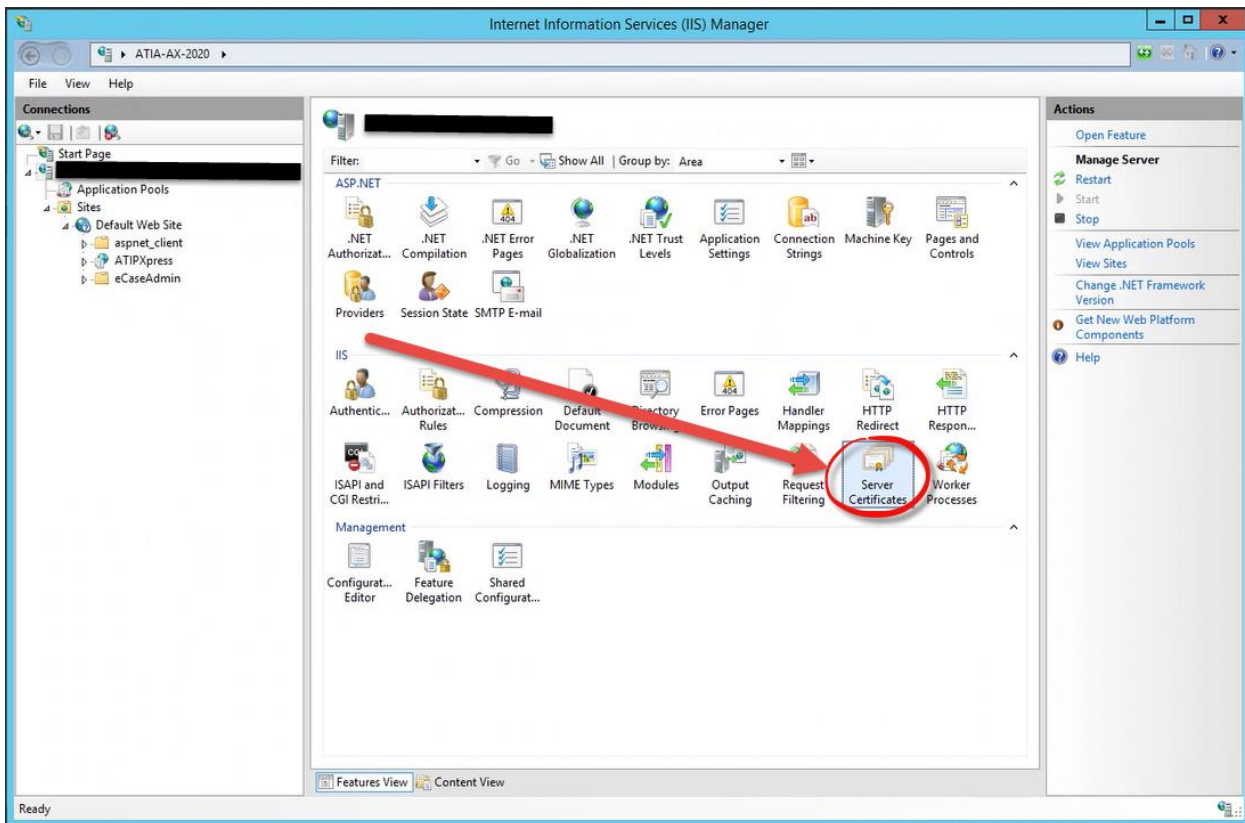 Internet Information Services (IIS) Manager
ATIA-AX-2020
File View Help
Connections
Start Page
Application Pools
Sites
Default Web Site
aspnet_client
ATIPXpress
eCaseAdmin
Filter: Go Show All Group by: Area
ASP.NET
.NET Authorizat...
.NET Compilation
.NET Error Pages
.NET Globalization
.NET Trust Levels
Application Settings
Connection Strings
Machine Key
Pages and Controls
Providers
Session State
SMTP E-mail
IIS
Authentic...
Authorizat... Rules
Compression
Default Document
Directory Browsing
Error Pages
Handler Mappings
HTTP Redirect
HTTP Respon...
ISAPI and CGI Restri...
ISAPI Filters
Logging
MIME Types
Modules
Output Caching
Request Filtering
Server Certificates
Worker Processes
Management
Configurat... Editor
Feature Delegation
Shared Configurat...
Features View Content View
Actions
Open Feature
Manage Server
Restart
Start
Stop
View Application Pools
View Sites
Change .NET Framework
Version
Get New Web Platform
Components
Help
Ready